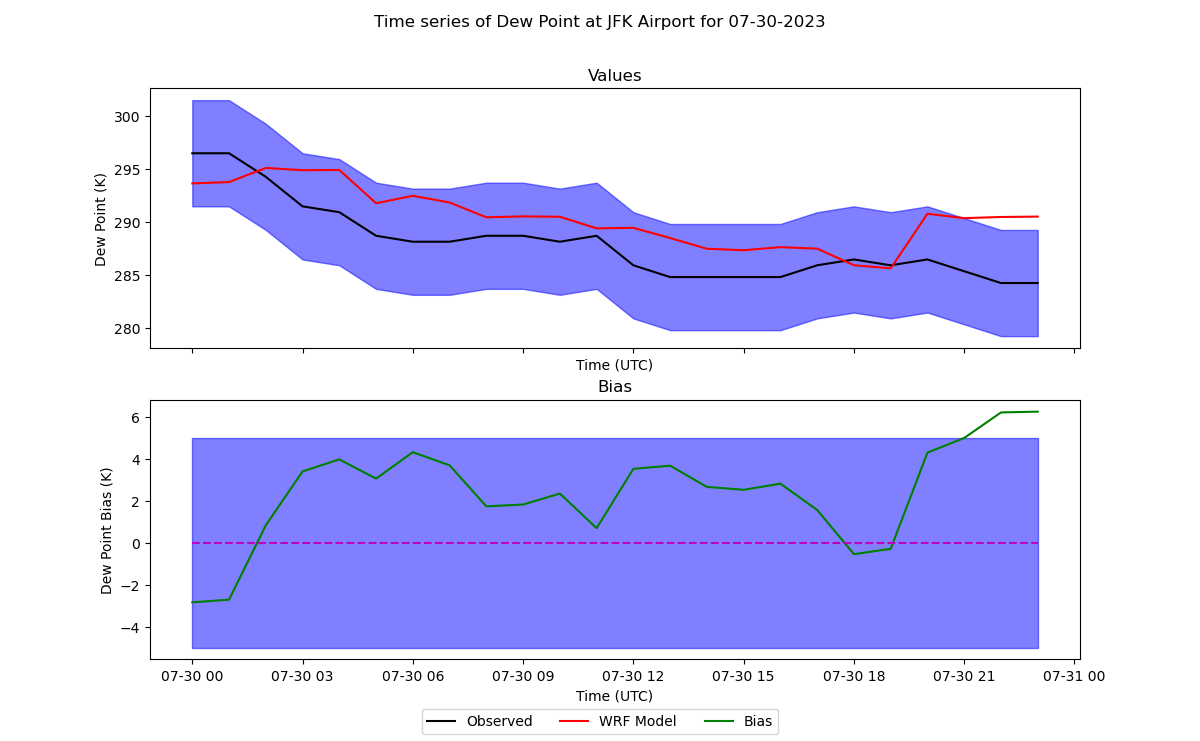 Time series of Dew Point at JFK Airport for 07-30-2023
Values
Dew Point (K)
300
295
290
285
280
Time (UTC)
Bias
Dew Point Bias (K)
6
4
2
0
−2
−4
07-30 00 07-30 03 07-30 06 07-30 09 07-30 12 07-30 15 07-30 18 07-30 21 07-31 00
Time (UTC)
Observed WRF Model Bias